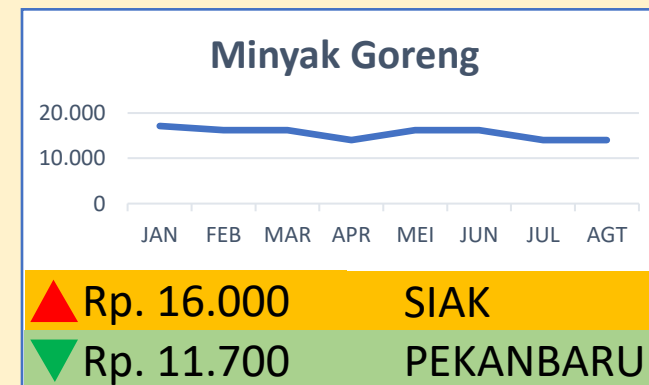 Minyak Goreng
20.000
10.000
0
JAN FEB MAR APR MEI JUN JUL AGT
Rp. 16.000 SIAK
Rp. 11.700 PEKANBARU